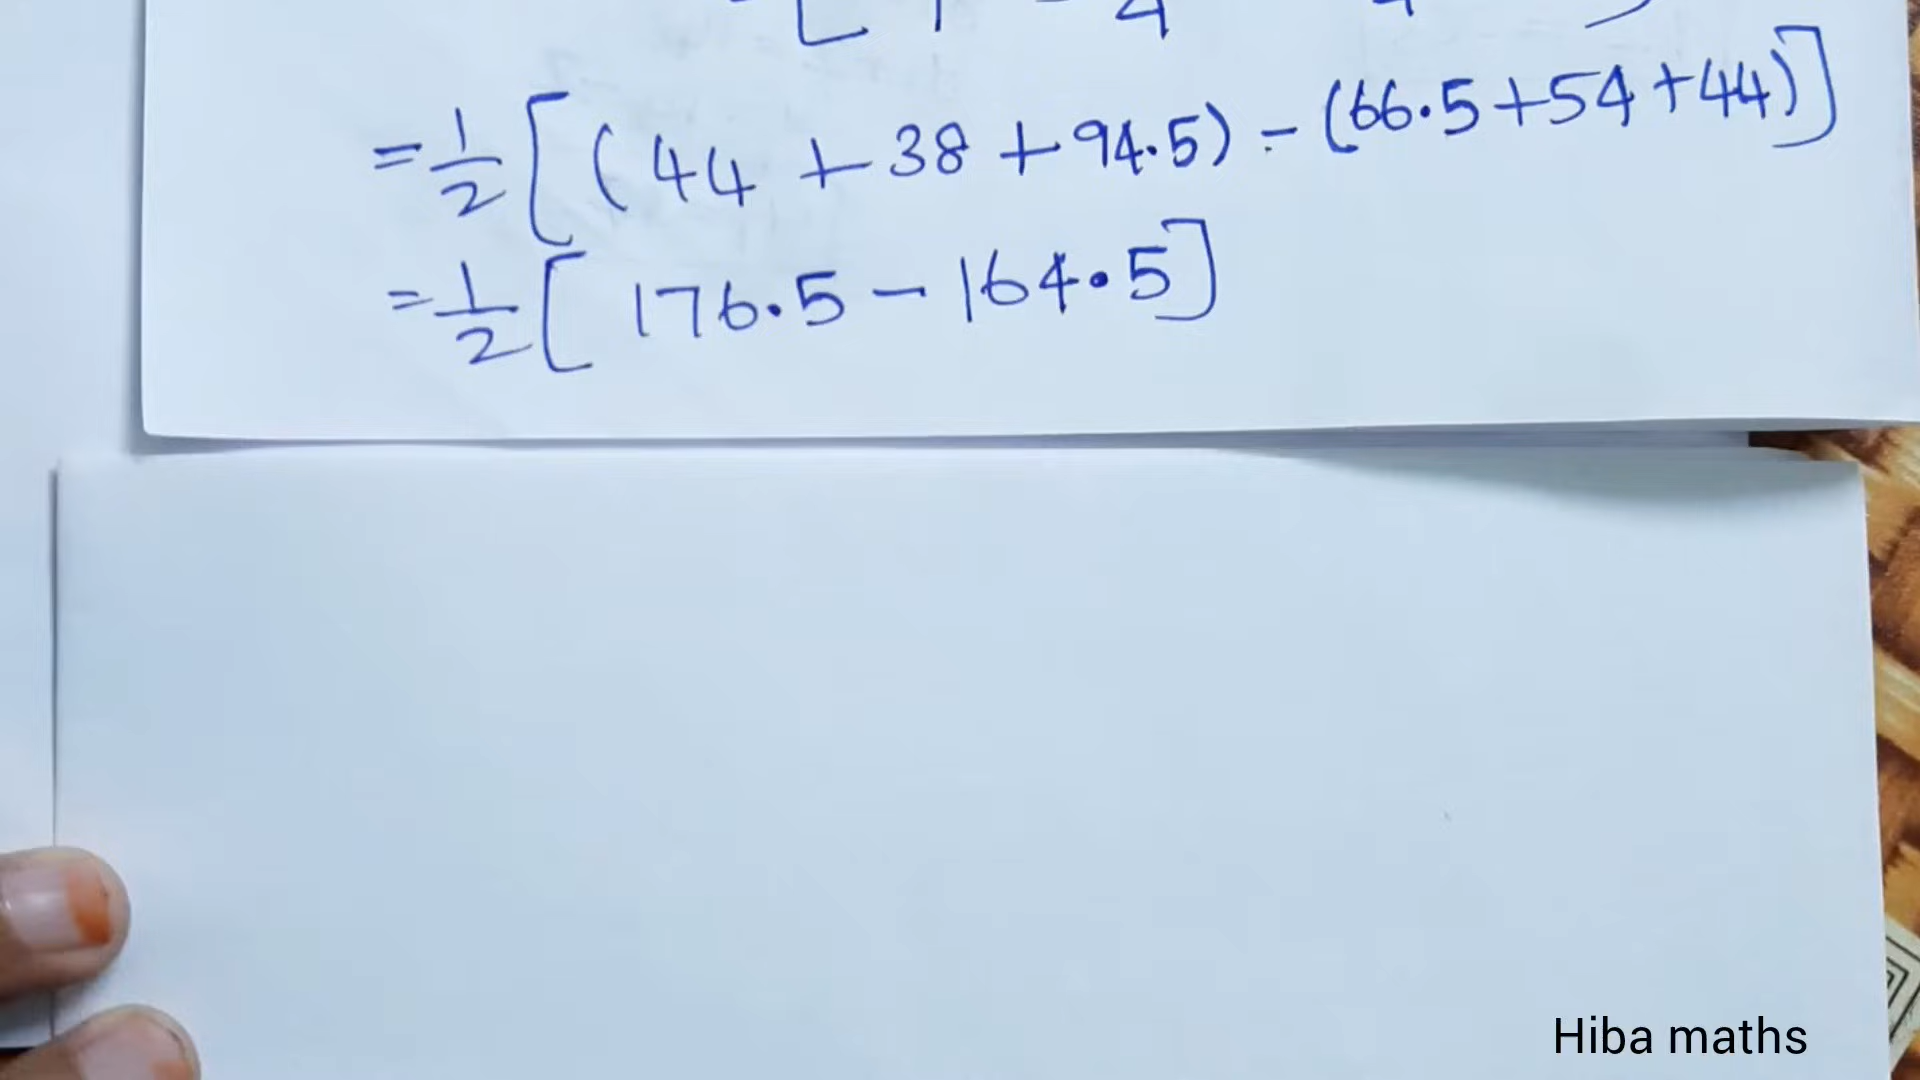 = 1/2 [ (44 + 38 + 94.5) - (66.5+54+44) ]
= 1/2 [ 176.5 - 164.5 ]
Hiba maths